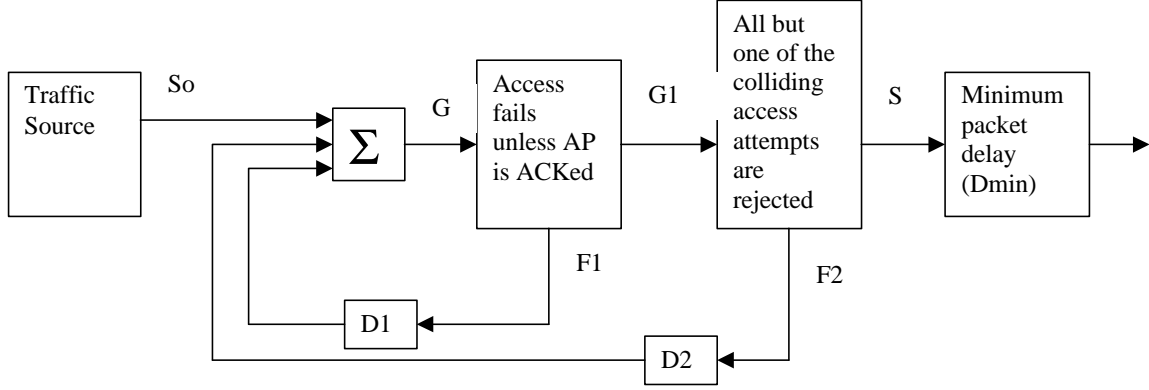 Traffic
Source
So
Σ
G
Access
fails
unless AP
is ACKed
G1
All but
one of the
colliding
access
attempts
are
rejected
S
Minimum
packet
delay
(Dmin)
F1
F2
D1
D2